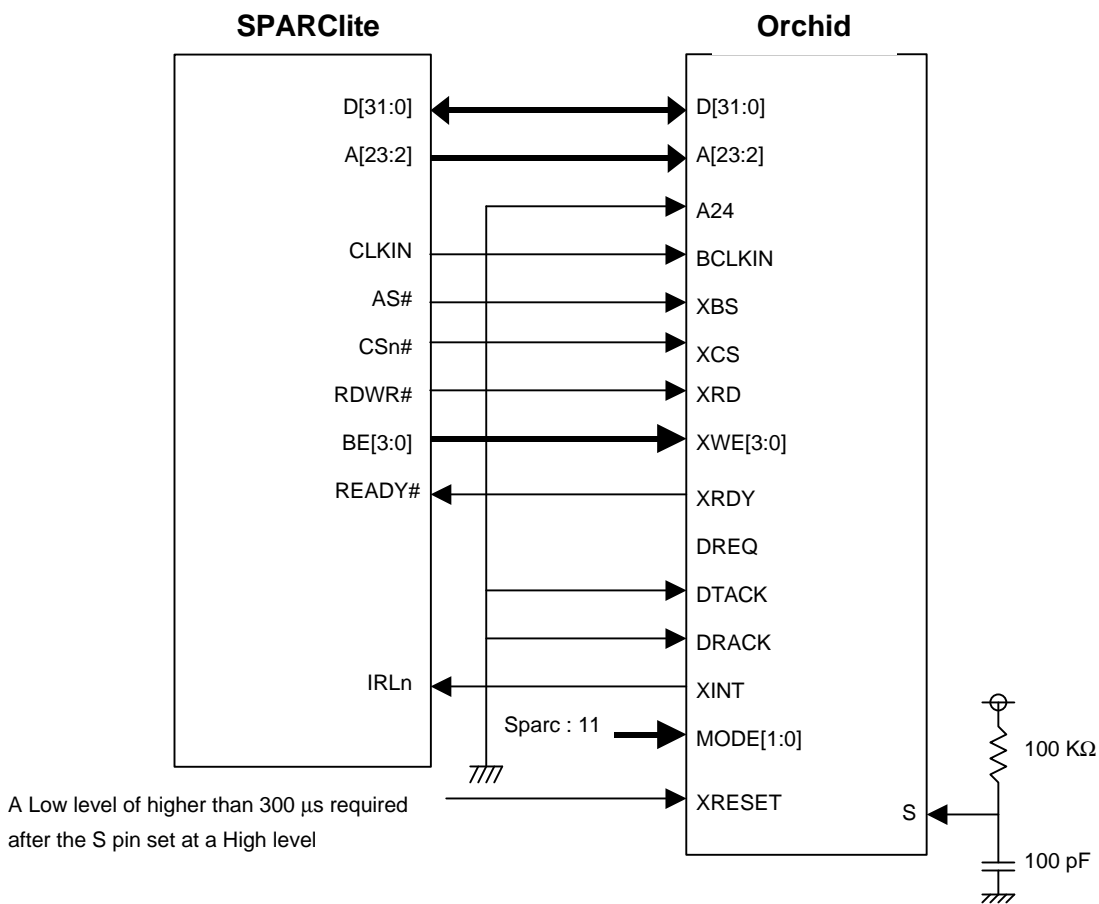 SPARClite
Orchid
D[31:0]
D[31:0]
A[23:2]
A[23:2]
A24
CLKIN
BCLKIN
AS#
XBS
CSn#
XCS
RDWR#
XRD
BE[3:0]
XWE[3:0]
READY#
XRDY
DREQ
DTACK
DRACK
IRLn
XINT
Sparc : 11
MODE[1:0]
100 KΩ
A Low level of higher than 300 μs required
after the S pin set at a High level
XRESET
S
100 pF